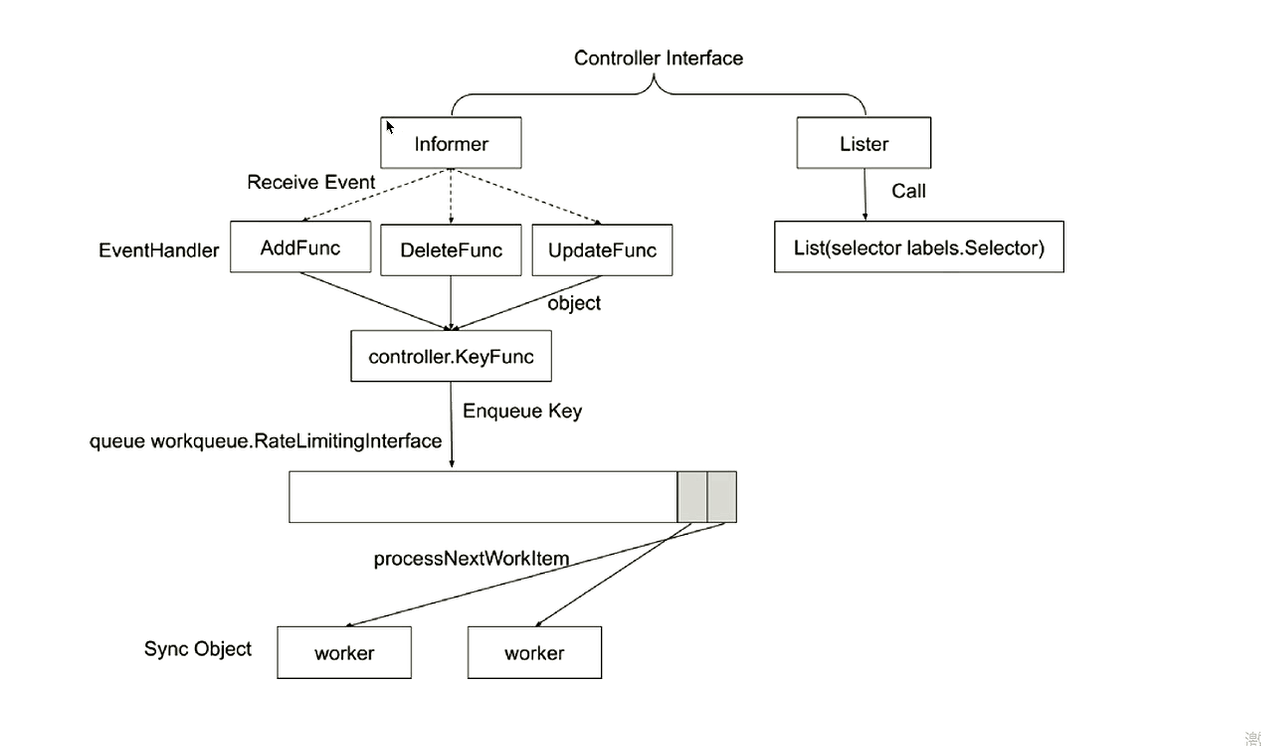 Controller Interface
Informer
Lister
Receive Event
Call
EventHandler
AddFunc
DeleteFunc
UpdateFunc
List(selector labels.Selector)
object
controller.KeyFunc
Enqueue Key
queue workqueue.RateLimitingInterface
processNextWorkItem
Sync Object
worker
worker